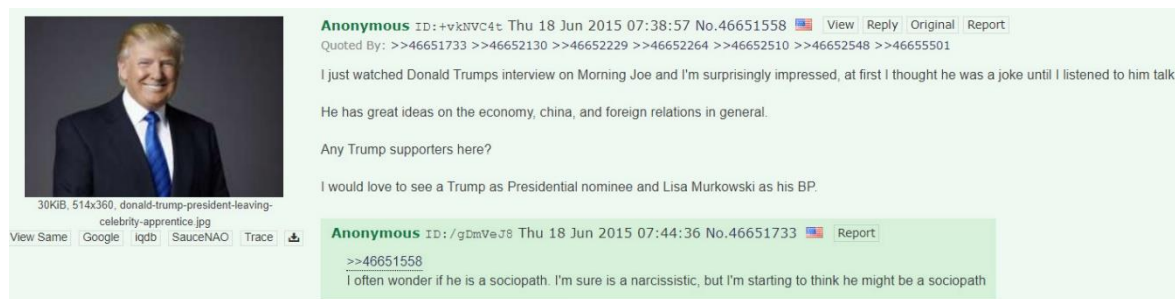 Anonymous ID:+vkNVC4t Thu 18 Jun 2015 07:38:57 No.46651558 View Reply Original Report
Quoted By: >>46651733 >>46652130 >>46652229 >>46652264 >>46652510 >>46652548 >>46655501
I just watched Donald Trumps interview on Morning Joe and I'm surprisingly impressed, at first I thought he was a joke until I listened to him talk
He has great ideas on the economy, china, and foreign relations in general.
Any Trump supporters here?
I would love to see a Trump as Presidential nominee and Lisa Murkowski as his BP.
30KiB, 514x360, donald-trump-president-leaving-
celebrity-apprentice.jpg
View Same Google iqdb SauceNAO Trace
Anonymous ID:/gDmVeJ8 Thu 18 Jun 2015 07:44:36 No.46651733 Report
>>46651558
I often wonder if he is a sociopath. I'm sure is a narcissistic, but I'm starting to think he might be a sociopath